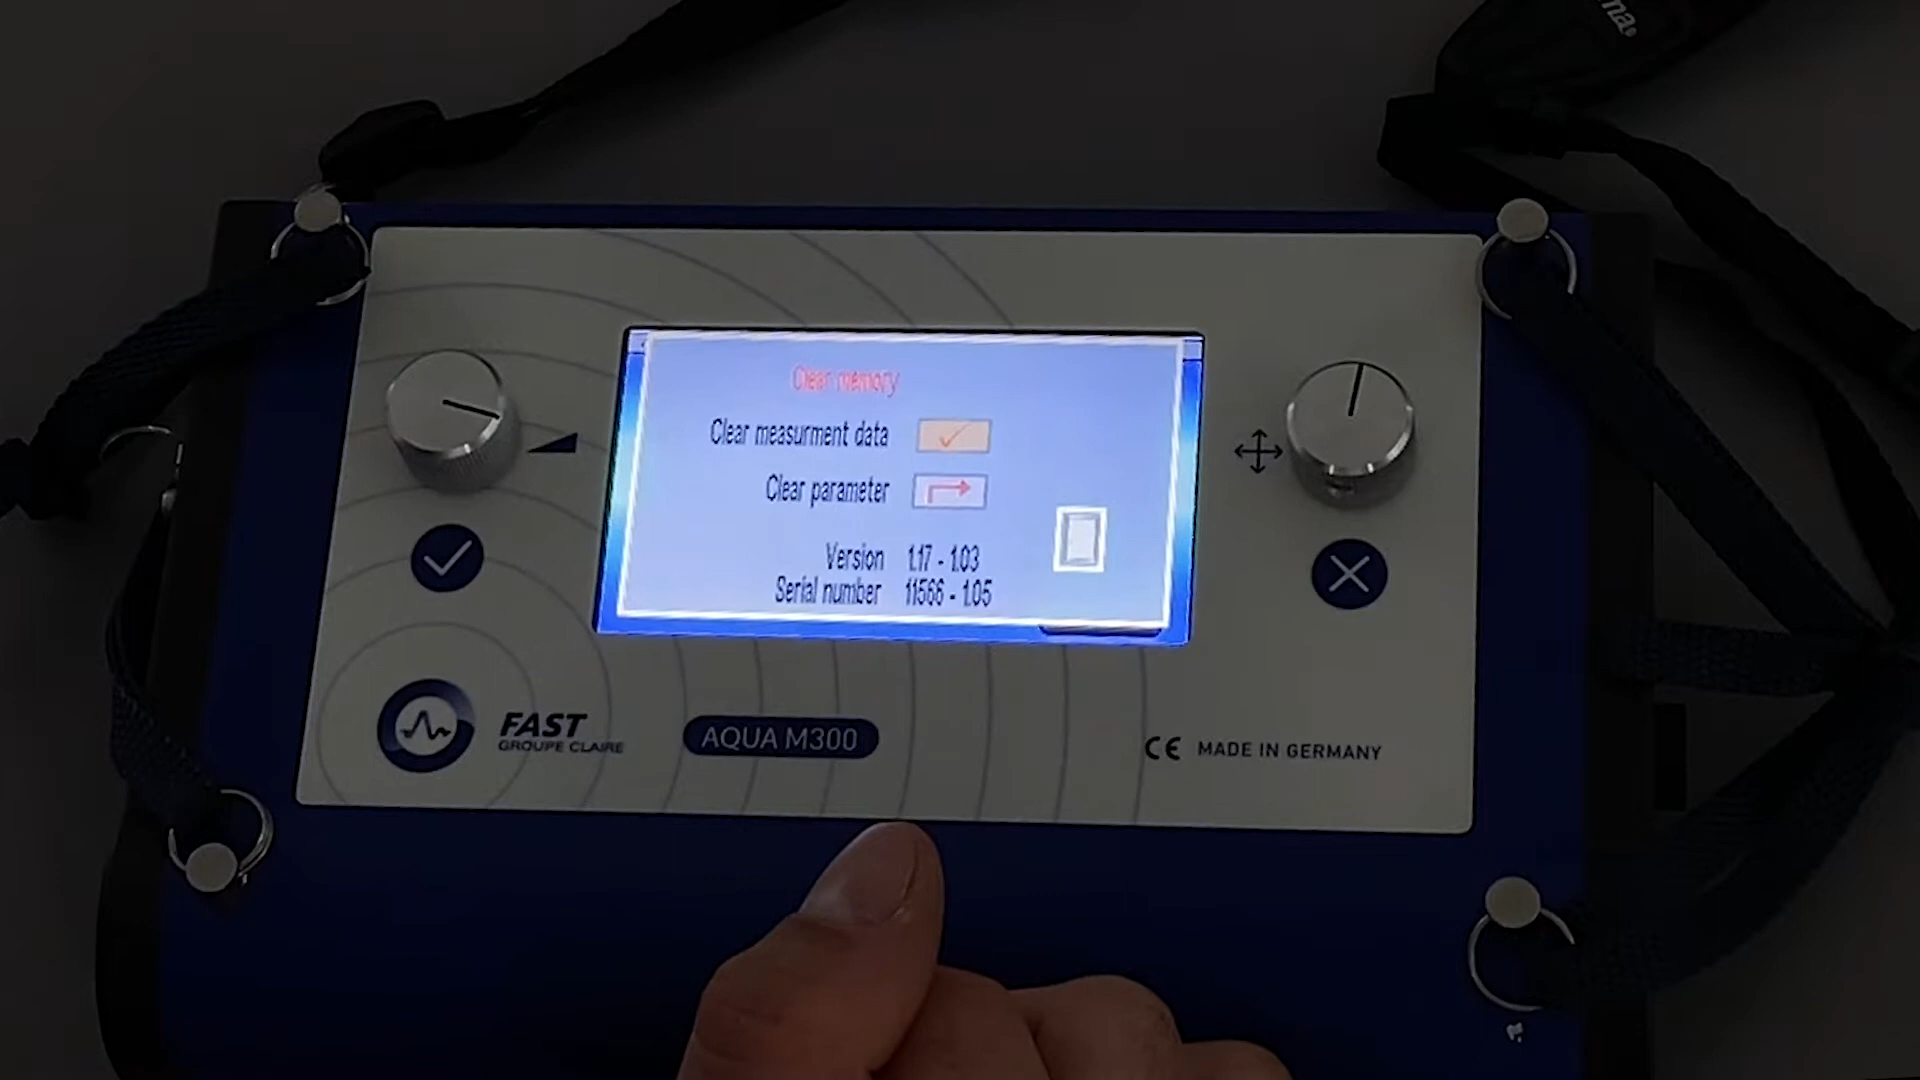 Clear memory
Clear measurment data
Clear parameter
Version 1.17 - 1.03
Serial number 11566 - 1.05
FAST
GROUPE CLAIRE
AQUA M300
CE MADE IN GERMANY